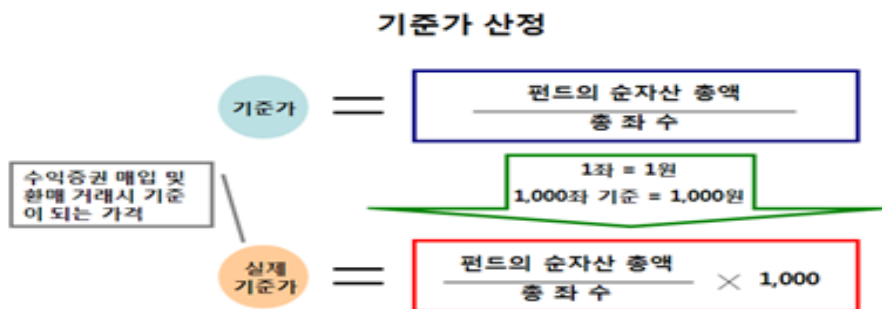 기준가 산정
기준가
펀드의 순자산 총액
총 좌 수
1좌 = 1원
1,000좌 기준 = 1,000원
수익증권 매입 및
환매 거래시 기준
이 되는 가격
실제
기준가
펀드의 순자산 총액
총 좌 수
× 1,000